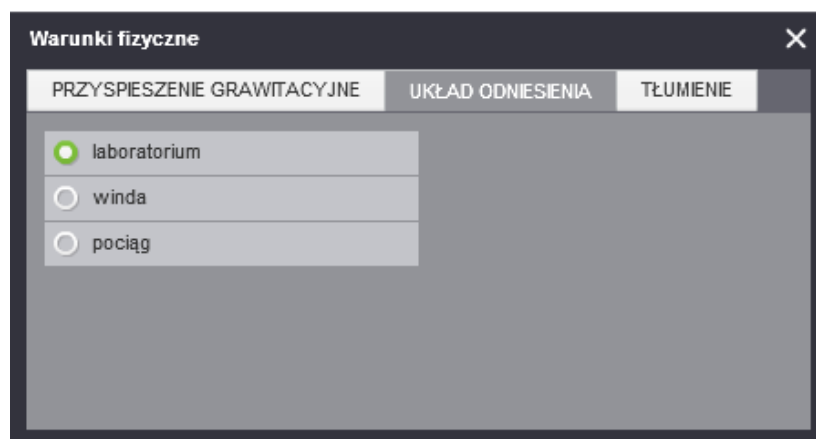 Warunki fizyczne
PRZYSPIESZENIE GRAWITACYJNE UKŁAD ODNIESIENIA TŁUMIENIE
laboratorium
winda
pociąg